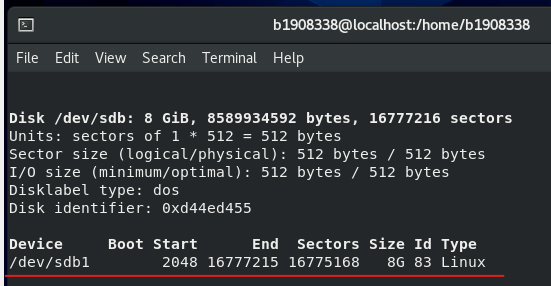 b1908338@localhost:/home/b1908338
File Edit View Search Terminal Help
Disk /dev/sdb: 8 GiB, 8589934592 bytes, 16777216 sectors
Units: sectors of 1 * 512 = 512 bytes
Sector size (logical/physical): 512 bytes / 512 bytes
I/O size (minimum/optimal): 512 bytes / 512 bytes
Disklabel type: dos
Disk identifier: 0xd44ed455
Device     Boot Start      End  Sectors Size Id Type
/dev/sdb1        2048 16777215 16775168   8G 83 Linux